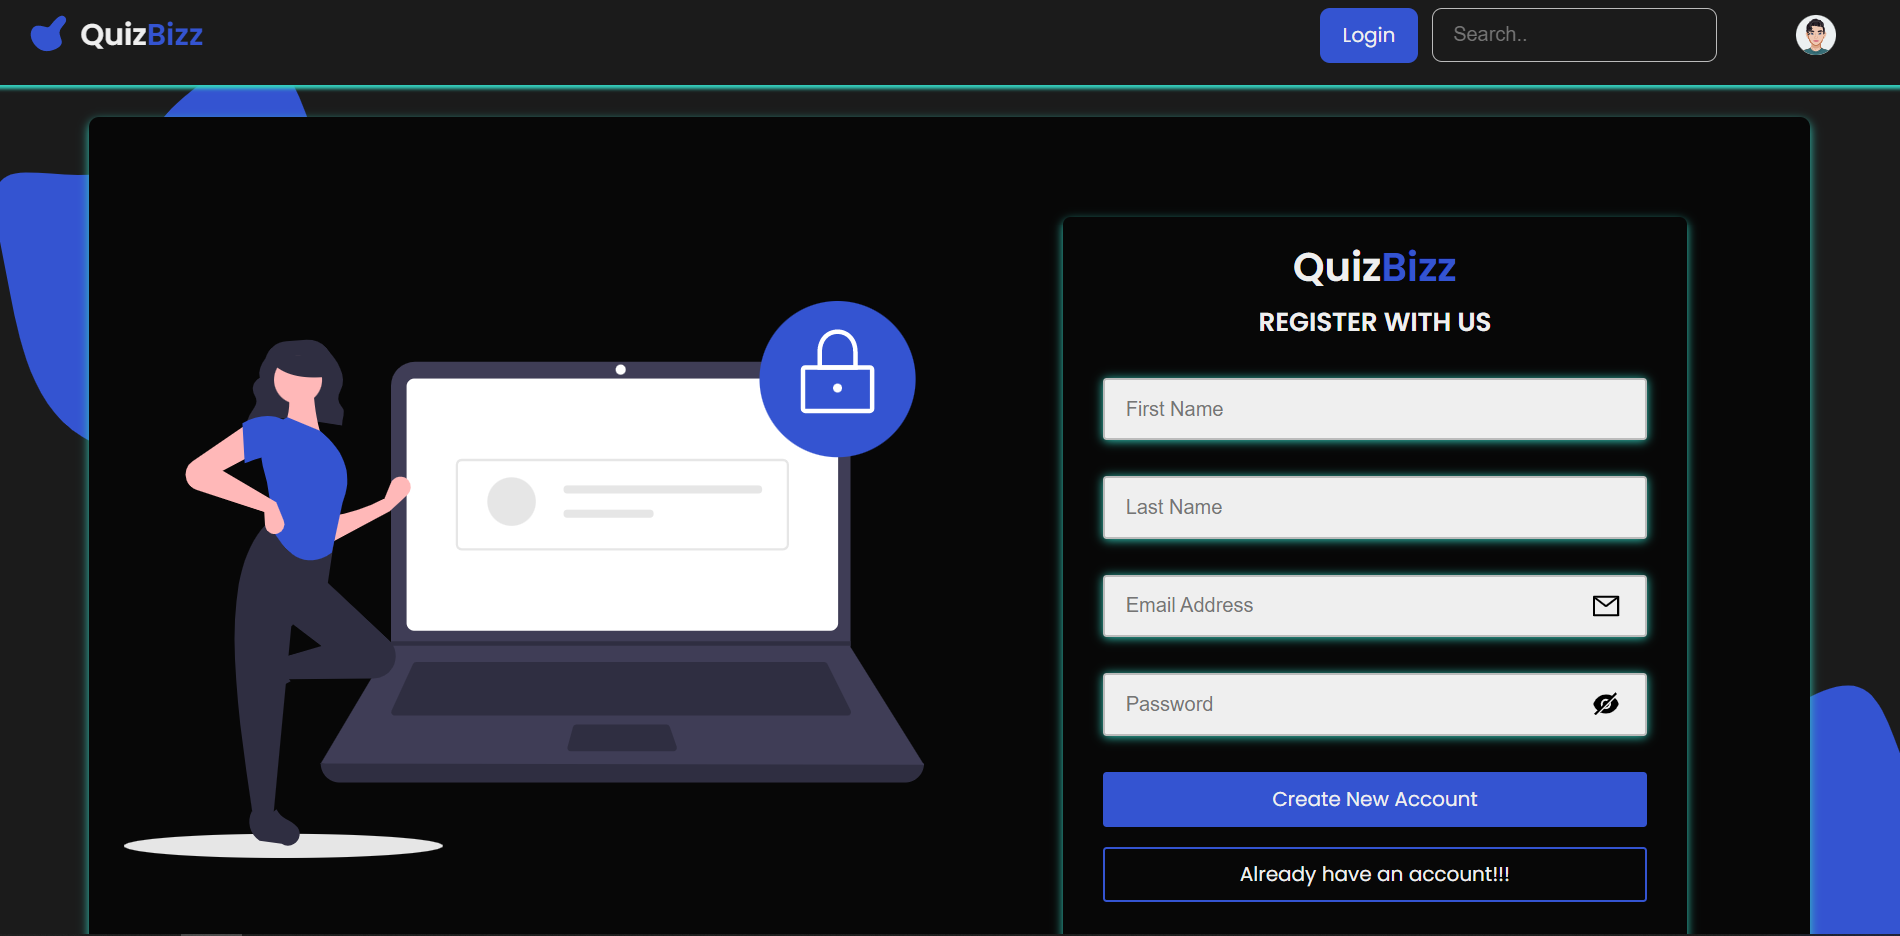 QuizBizz
Login
Search..
QuizBizz
REGISTER WITH US
First Name
Last Name
Email Address
Password
Create New Account
Already have an account!!!